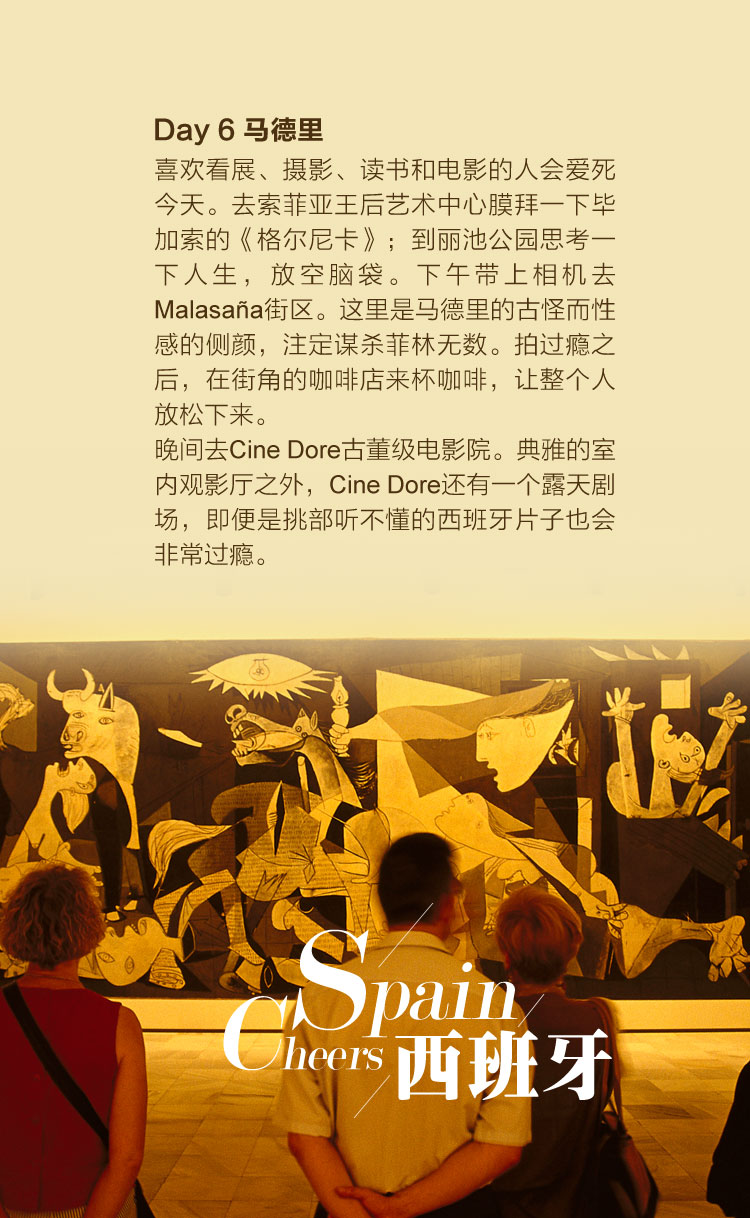 Day 6 马德里
喜欢看展、摄影、读书和电影的人会爱死
今天。去索菲亚王后艺术中心膜拜一下毕
加索的《格尔尼卡》；到丽池公园思考一
下人生，放空脑袋。下午带上相机去
Malasaña街区。这里是马德里的古怪而性
感的侧颜，注定谋杀菲林无数。拍过瘾之
后，在街角的咖啡店来杯咖啡，让整个人
放松下来。
晚间去Cine Dore古董级电影院。典雅的室
内观影厅之外，Cine Dore还有一个露天剧
场，即便是挑部听不懂的西班牙片子也会
非常过瘾。
Spain
Cheers 西班牙